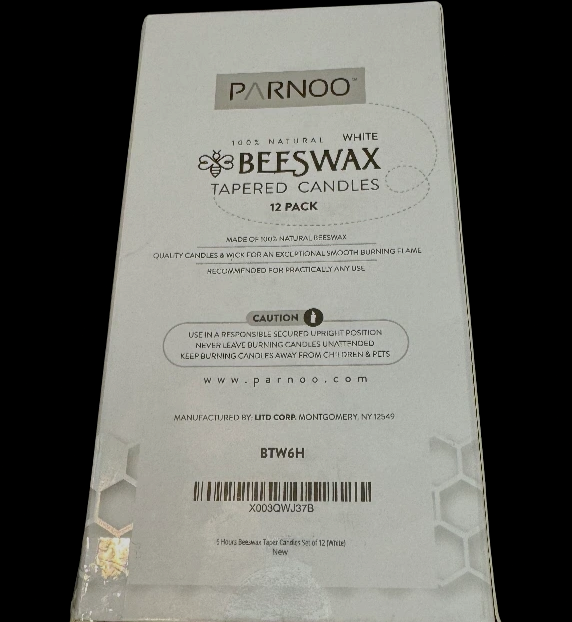 PARNOO™
100% NATURAL WHITE
BEESWAX
TAPERED CANDLES
12 PACK
MADE OF 100% NATURAL BEESWAX
QUALITY CANDLES & WICK FOR AN EXCEPTIONAL SMOOTH BURNING FLAME
RECOMMENDED FOR PRACTICALLY ANY USE
CAUTION
USE IN A RESPONSIBLE SECURED UPRIGHT POSITION
NEVER LEAVE BURNING CANDLES UNATTENDED
KEEP BURNING CANDLES AWAY FROM CHILDREN & PETS
www.parnoo.com
MANUFACTURED BY: LITD CORP. MONTGOMERY, NY 12549
BTW6H
X003QWJ37B
6 Hours Beeswax Taper Candles Set of 12 (White)
New